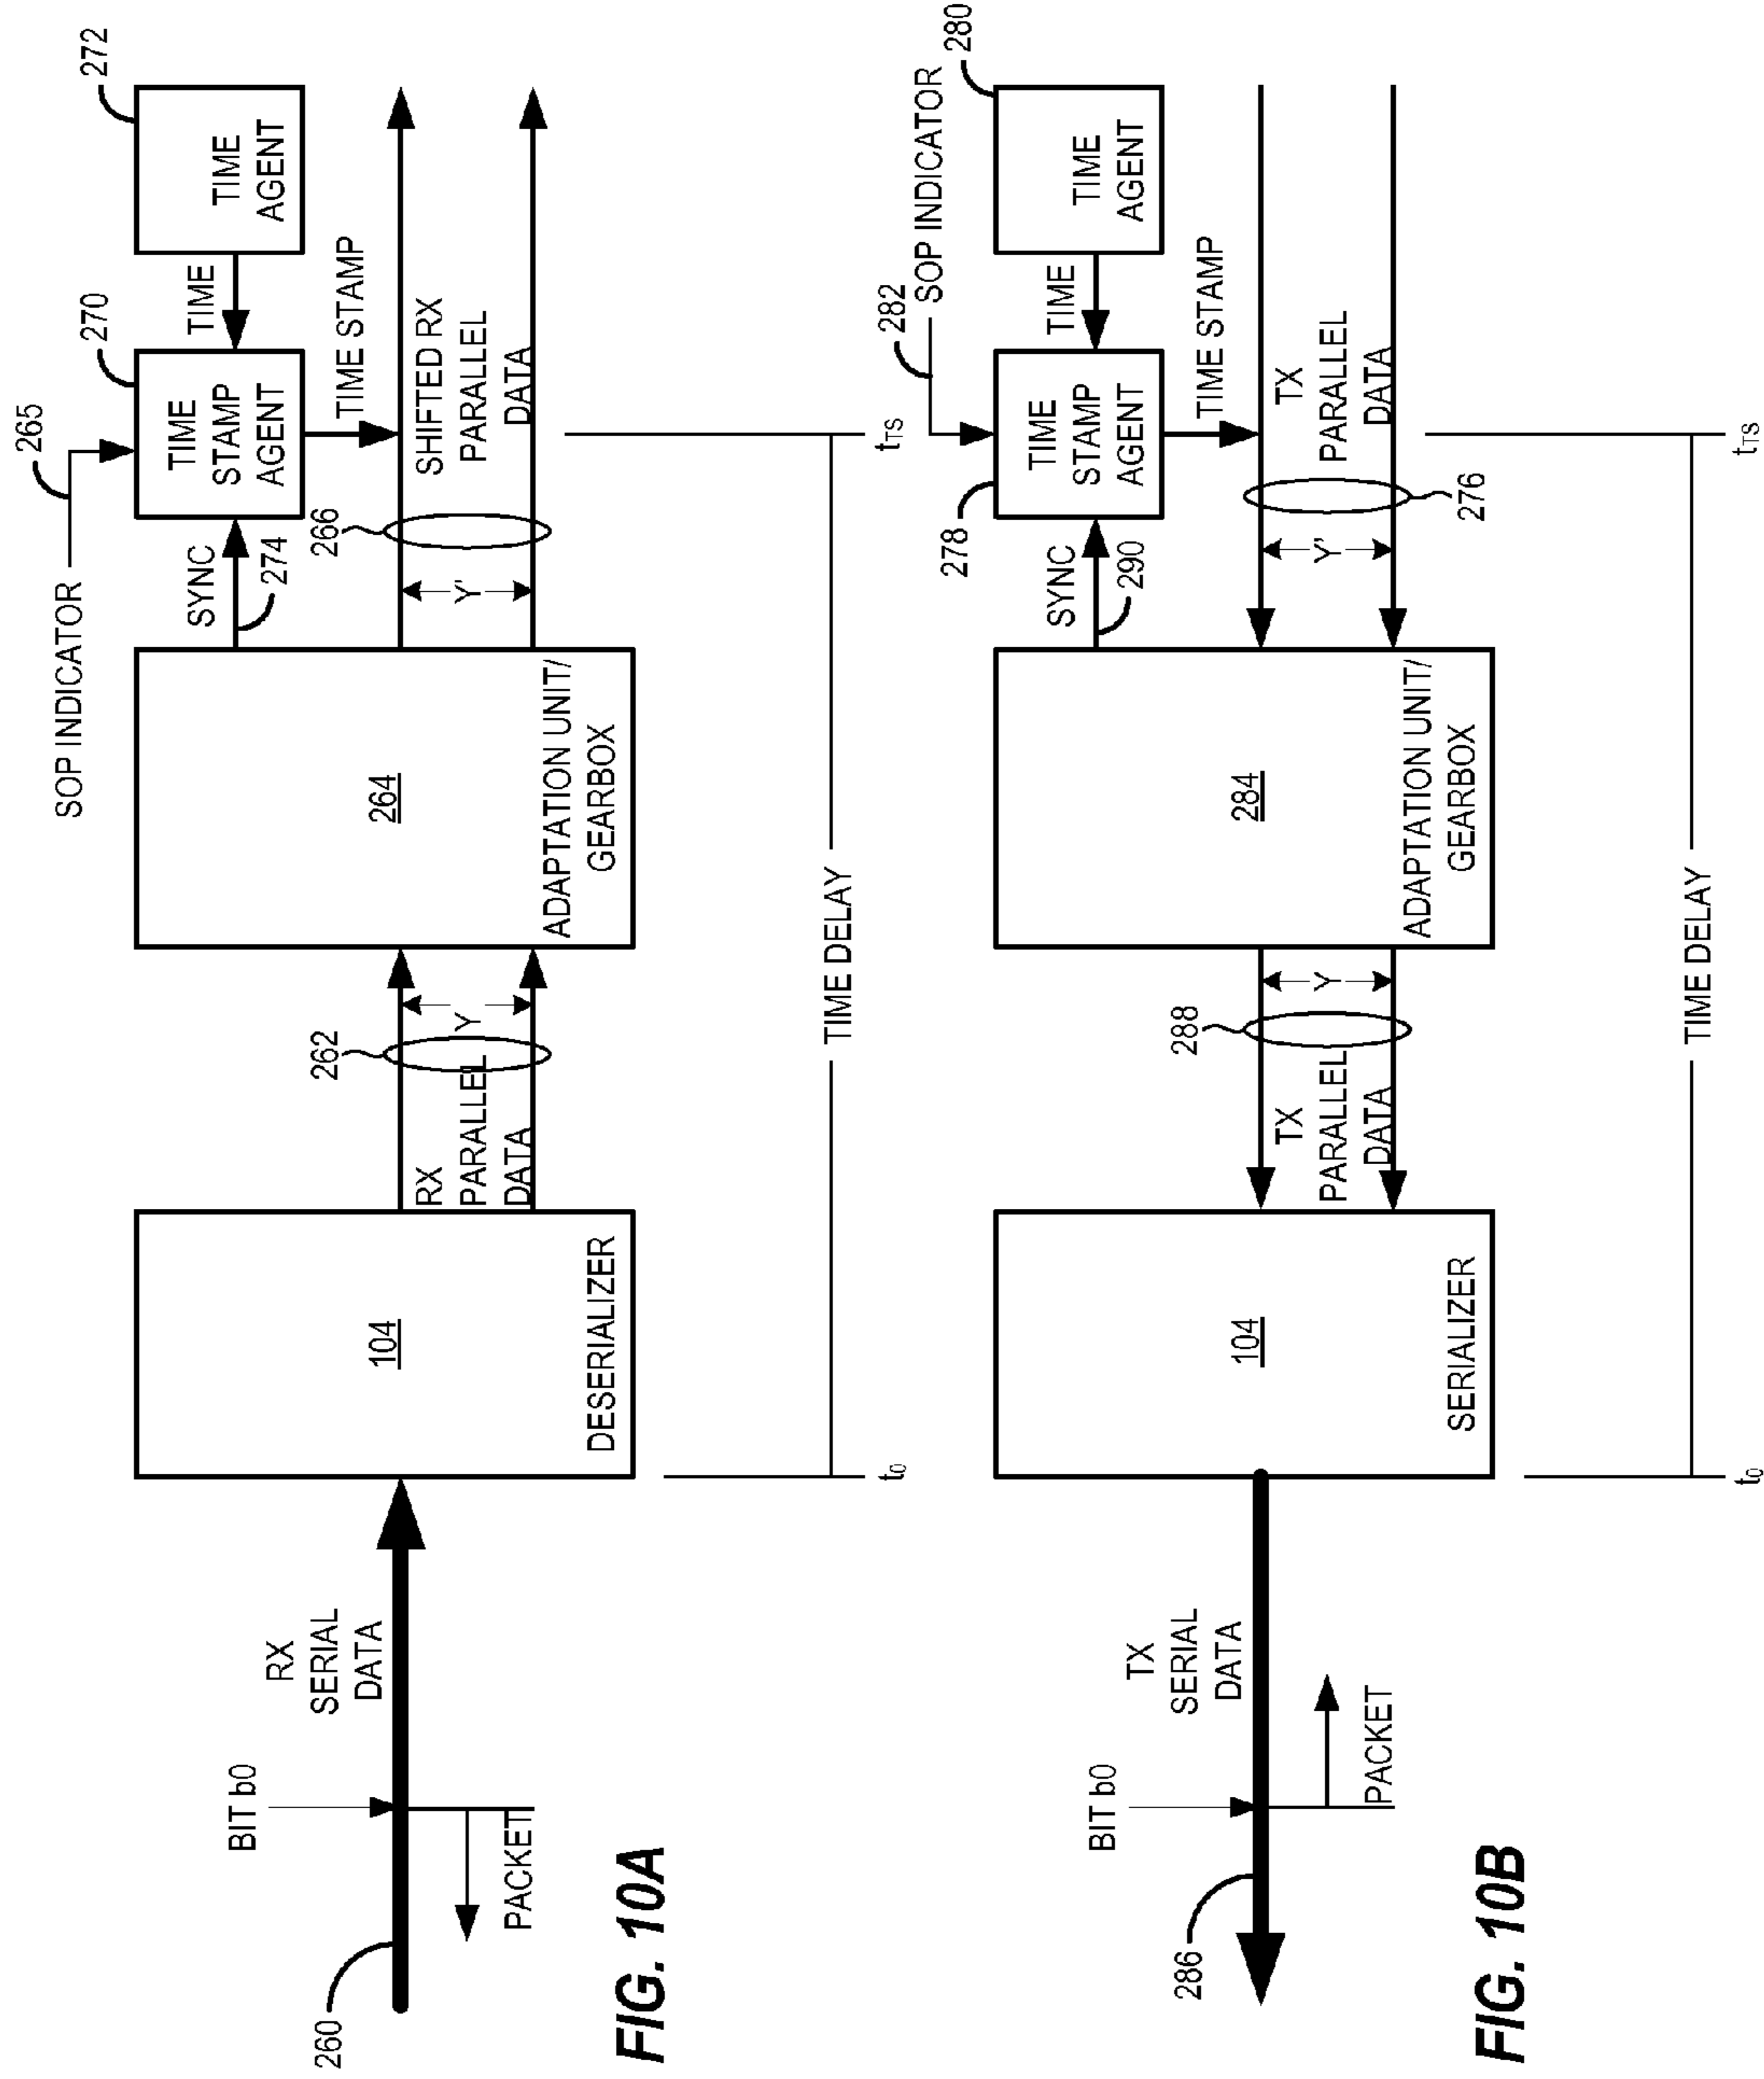 FIG. 10A
260
BIT b0
PACKET
RX
SERIAL
DATA
104
DESERIALIZER
RX
PARALLEL
DATA
262
Y
264
ADAPTATION UNIT/
GEARBOX
SOP INDICATOR
265
SYNC
274
266
Y'
270
TIME
STAMP
AGENT
TIME
272
TIME
AGENT
TIME STAMP
SHIFTED RX
PARALLEL
DATA
t0
TIME DELAY
tTS
FIG. 10B
286
BIT b0
PACKET
TX
SERIAL
DATA
104
SERIALIZER
TX
PARALLEL
DATA
288
Y
284
ADAPTATION UNIT/
GEARBOX
SYNC
290
278
282
SOP INDICATOR
TIME
STAMP
AGENT
TIME
280
TIME
AGENT
TIME STAMP
TX
PARALLEL
DATA
276
Y'
t0
TIME DELAY
tTS